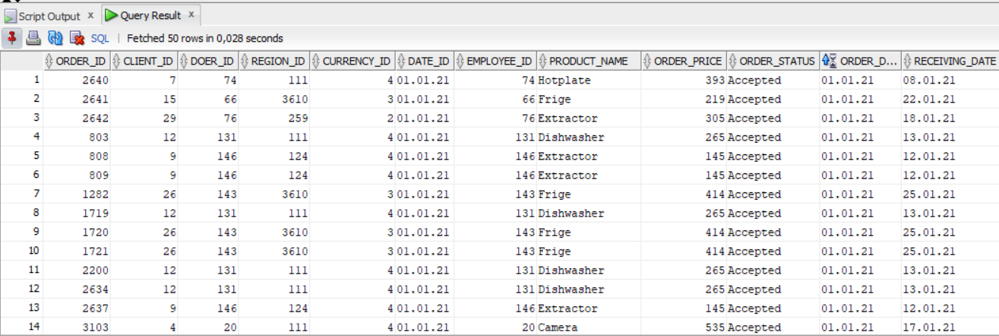 Script Output x Query Result x
SQL | Fetched 50 rows in 0,028 seconds
ORDER_ID CLIENT_ID DOER_ID REGION_ID CURRENCY_ID DATE_ID EMPLOYEE_ID PRODUCT_NAME ORDER_PRICE ORDER_STATUS ORDER_D... RECEIVING_DATE
1 2640 7 74 111 4 01.01.21 74 Hotplate 393 Accepted 01.01.21 08.01.21
2 2641 15 66 3610 3 01.01.21 66 Frige 219 Accepted 01.01.21 22.01.21
3 2642 29 76 259 2 01.01.21 76 Extractor 305 Accepted 01.01.21 18.01.21
4 803 12 131 111 4 01.01.21 131 Dishwasher 265 Accepted 01.01.21 13.01.21
5 808 9 146 124 4 01.01.21 146 Extractor 145 Accepted 01.01.21 12.01.21
6 809 9 146 124 4 01.01.21 146 Extractor 145 Accepted 01.01.21 12.01.21
7 1282 26 143 3610 3 01.01.21 143 Frige 414 Accepted 01.01.21 25.01.21
8 1719 12 131 111 4 01.01.21 131 Dishwasher 265 Accepted 01.01.21 13.01.21
9 1720 26 143 3610 3 01.01.21 143 Frige 414 Accepted 01.01.21 25.01.21
10 1721 26 143 3610 3 01.01.21 143 Frige 414 Accepted 01.01.21 25.01.21
11 2200 12 131 111 4 01.01.21 131 Dishwasher 265 Accepted 01.01.21 13.01.21
12 2634 12 131 111 4 01.01.21 131 Dishwasher 265 Accepted 01.01.21 13.01.21
13 2637 9 146 124 4 01.01.21 146 Extractor 145 Accepted 01.01.21 12.01.21
14 3103 4 20 111 4 01.01.21 20 Camera 535 Accepted 01.01.21 17.01.21